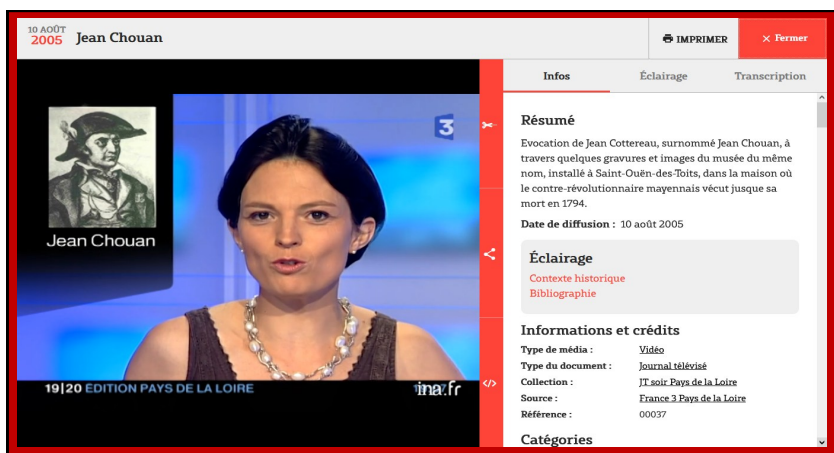 10 AOÛT
2005
Jean Chouan
IMPRIMER
× Fermer
3
Jean Chouan
19|20 EDITION PAYS DE LA LOIRE
ina.fr
Infos
Éclairage
Transcription
Résumé
Evocation de Jean Cottereau, surnommé Jean Chouan, à
travers quelques gravures et images du musée du même
nom, installé à Saint-Ouën-des-Toits, dans la maison où
le contre-révolutionnaire mayennais vécut jusque sa
mort en 1794.
Date de diffusion : 10 août 2005
Éclairage
Contexte historique
Bibliographie
Informations et crédits
Type de média : Vidéo
Type du document : Journal télévisé
Collection : JT soir Pays de la Loire
Source : France 3 Pays de la Loire
Référence : 00037
Catégories